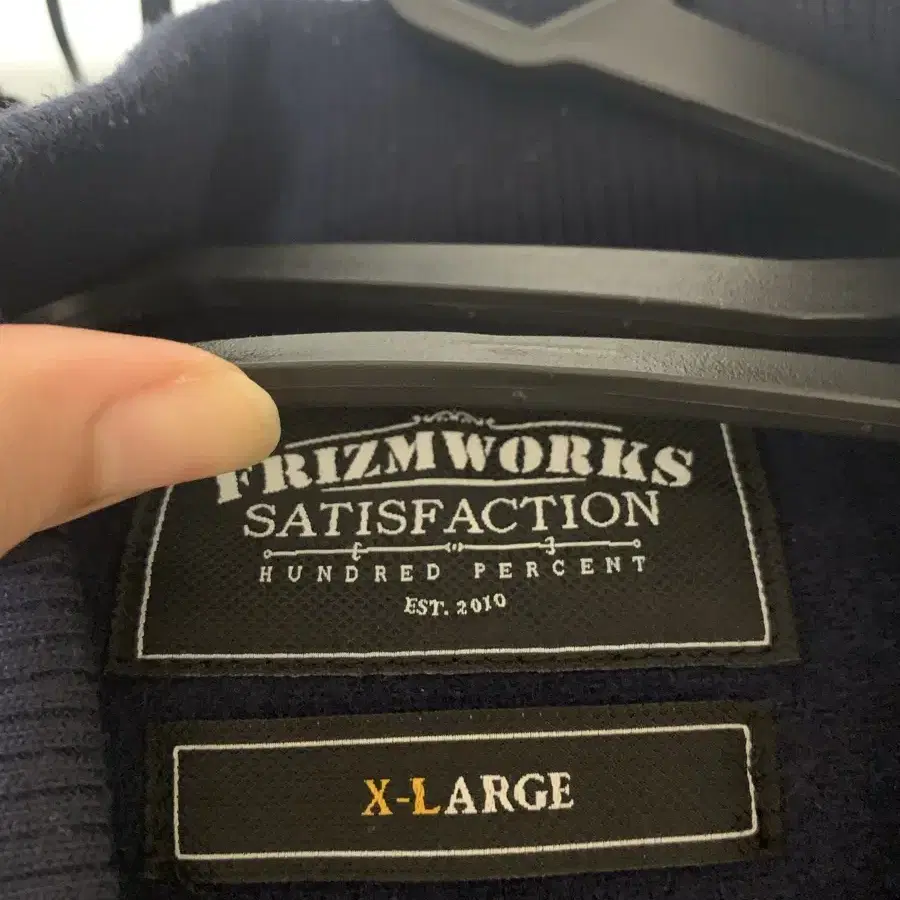 FRIZMWORKS
SATISFACTION
HUNDRED PERCENT
EST. 2010
X-LARGE